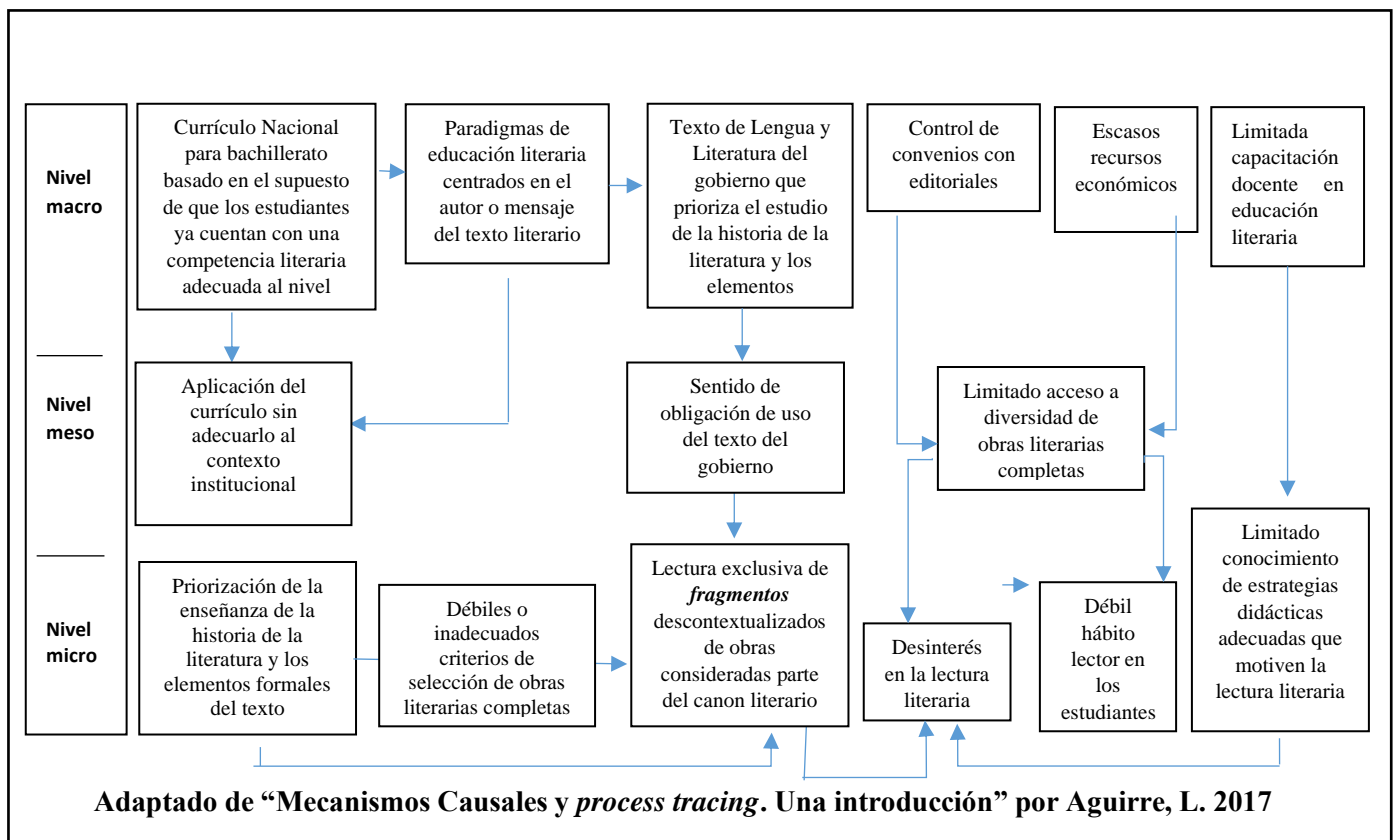 Nivel
macro
Currículo Nacional
para bachillerato
basado en el supuesto
de que los estudiantes
ya cuentan con una
competencia literaria
adecuada al nivel
Paradigmas de
educación literaria
centrados en el
autor o mensaje
del texto literario
Texto de Lengua y
Literatura del
gobierno que
prioriza el estudio
de la historia de la
literatura y los
elementos
Control de
convenios con
editoriales
Escasos
recursos
económicos
Limitada
capacitación
docente en
educación
literaria
Nivel
meso
Aplicación del
currículo sin
adecuarlo al
contexto
institucional
Sentido de
obligación de uso
del texto del
gobierno
Limitado acceso a
diversidad de
obras literarias
completas
Nivel
micro
Priorización de la
enseñanza de la
historia de la
literatura y los
elementos formales
del texto
Débiles o
inadecuados
criterios de
selección de obras
literarias completas
Lectura exclusiva de
fragmentos
descontextualizados
de obras
consideradas parte
del canon literario
Desinterés
en la lectura
literaria
Débil
hábito
lector en
los
estudiantes
Limitado
conocimiento
de estrategias
didácticas
adecuadas que
motiven la
lectura literaria
Adaptado de “Mecanismos Causales y process tracing. Una introducción” por Aguirre, L. 2017